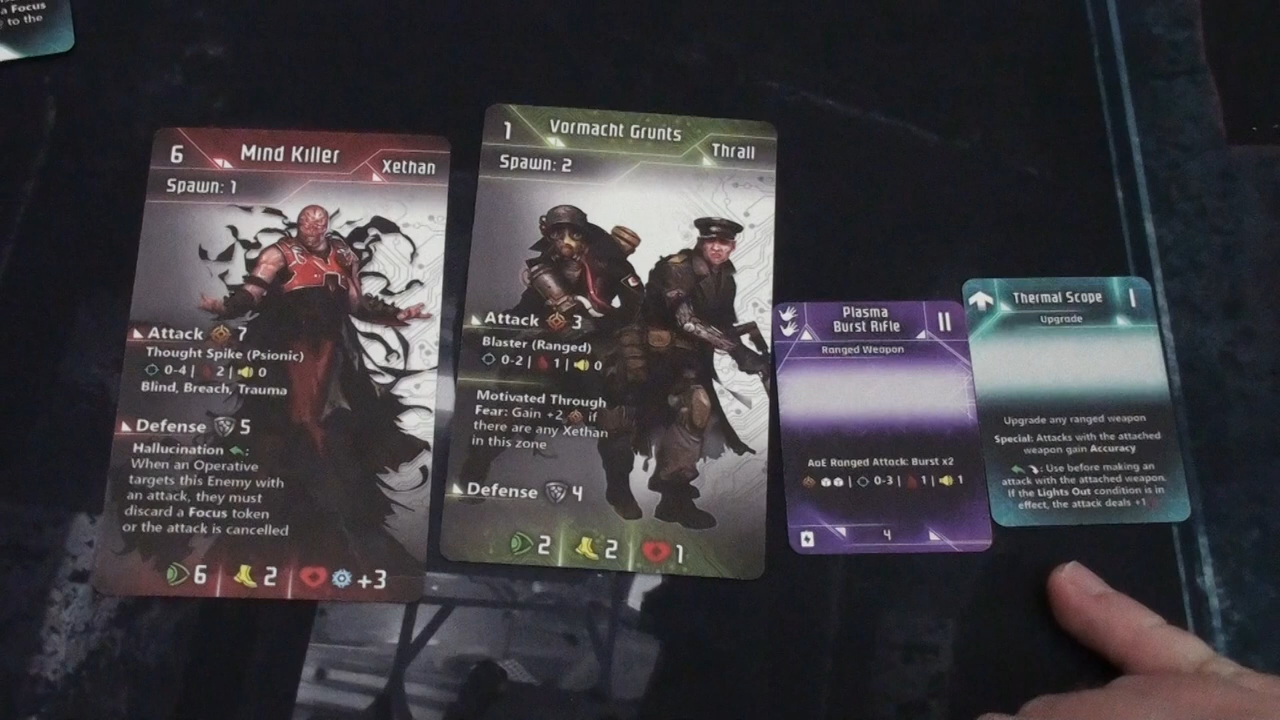 a Focus
to the
6 Mind Killer
Xethan
Spawn: 1
Attack 7
Thought Spike (Psionic)
0-4 | 2 | 0
Blind, Breach, Trauma
Defense 5
Hallucination :
When an Operative
targets this Enemy with
an attack, they must
discard a Focus token
or the attack is cancelled
6 2 +3
1 Vormacht Grunts
Thrall
Spawn: 2
Attack 3
Blaster (Ranged)
0-2 | 1 | 0
Motivated Through
Fear: Gain +2 if
there are any Xethan
in this zone
Defense 4
2 2 1
Plasma
Burst Rifle II
Ranged Weapon
AoE Ranged Attack: Burst x2
| 0-3 | 1 | 1
4
Thermal Scope I
Upgrade
Upgrade any ranged weapon
Special: Attacks with the attached
weapon gain Accuracy
: Use before making an
attack with the attached weapon.
If the Lights Out condition is in
effect, the attack deals +1